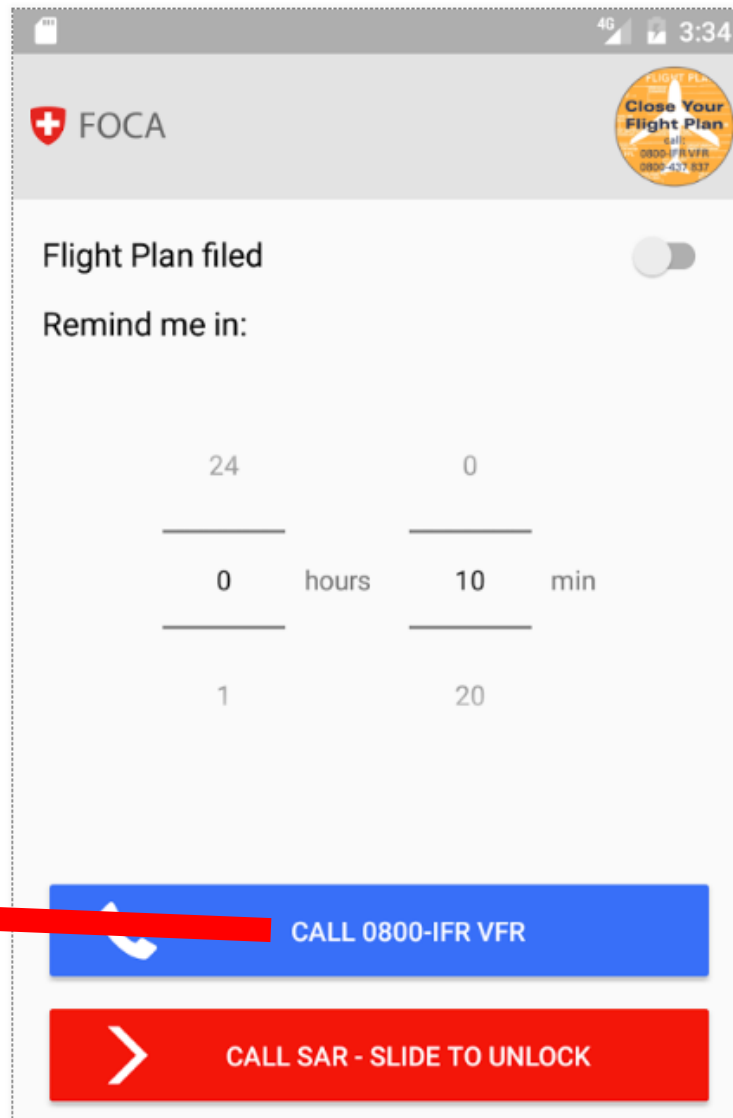 4G 3:34
FOCA
FLIGHT PLA
Close Your
Flight Plan
call:
0800-IFR VFR
0800-437 837
Flight Plan filed
Remind me in:
24 0
0 hours 10 min
1 20
CALL 0800-IFR VFR
CALL SAR - SLIDE TO UNLOCK